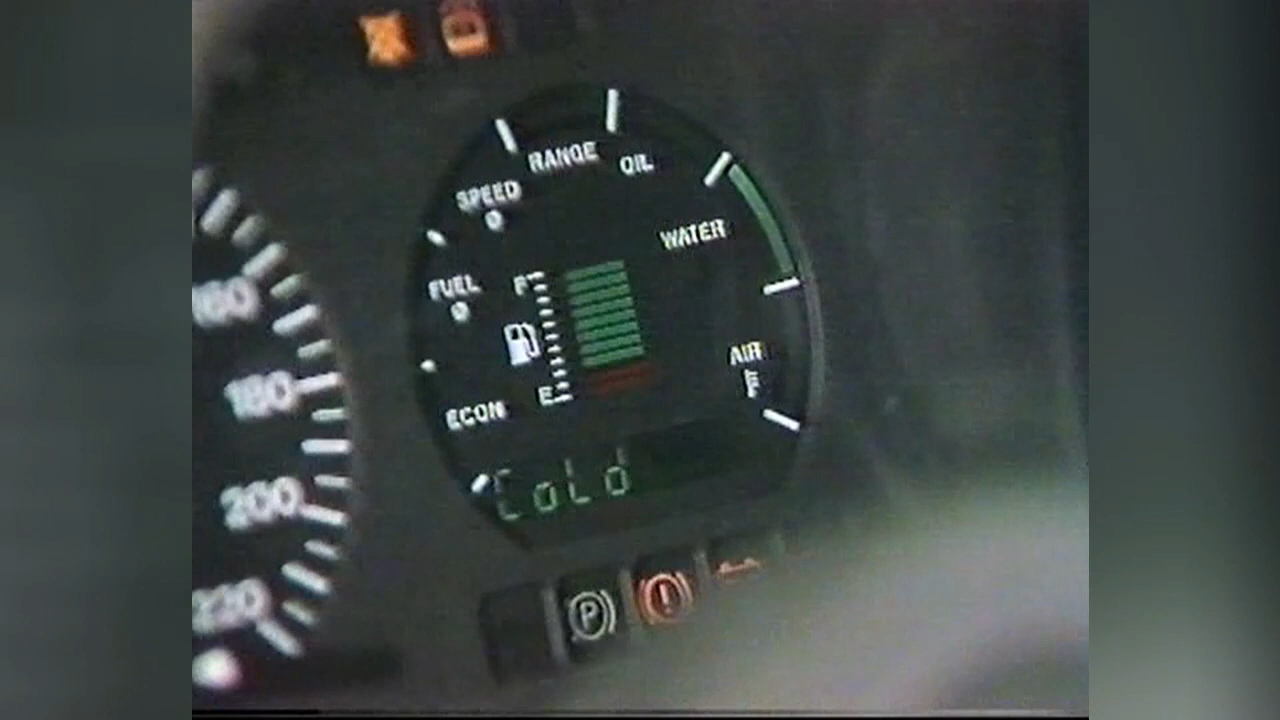 RANGE OIL
SPEED
WATER
FUEL
F
AIR
F
E
ECON
CoLd
160
180
200
220
P
!